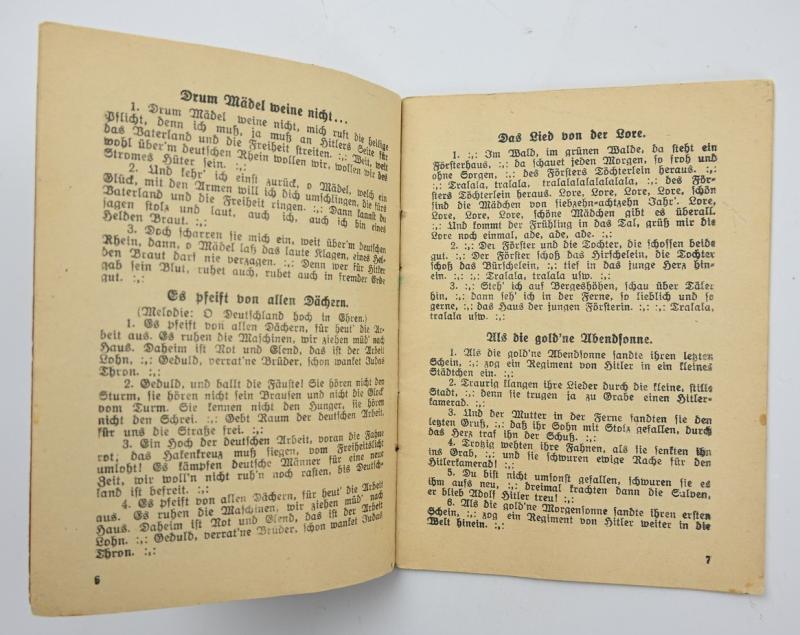 Drum Mädel weine nicht...
1. Drum Mädel weine nicht, mich ruft die heilige
Pflicht, denn ich muß, ja muß an Hitlers Seite für
das Vaterland und die Freiheit streiten. :,: Weit, weit
wohl über'm deutschen Rhein wollen wir, wollen wir des
Stromes Hüter sein. :,:
2. Und kehr' ich einst zurück, o Mädel, welch ein
Glück, mit den Armen will ich dich umschlingen, die fürs
Vaterland und die Freiheit ringen. :,: Dann kannst du
sagen stolz und laut, auch ich, auch ich bin eines
Helden Braut. :,:
3. Doch scharren sie mich ein, weit über'm deutschen
Rhein, dann, o Mädel laß das laute Klagen, eines Hel-
den Braut darf nie verzagen. :,: Denn wer für Hitler
gab sein Blut, ruhet auch, ruhet auch in fremder Erde
gut. :,:
Es pfeift von allen Dächern.
(Melodie: O Deutschland hoch in Ehren.)
1. Es pfeift von allen Dächern, für heut' die Ar-
beit aus. Es ruhen die Maschinen, wir ziehen müd' nach
Haus. Daheim ist Not und Elend, das ist der Arbeit
Lohn. :,: Geduld, verrat'ne Brüder, schon wanket Judas
Thron. :,:
2. Geduld, und ballt die Fäuste! Sie hören nicht den
Sturm, sie hören nicht sein Brausen und nicht die Glock'
vom Turm. Sie kennen nicht den Hunger, sie hören
nicht den Schrei. :,: Gebt Raum der deutschen Arbeit,
für uns die Straße frei. :,:
3. Ein Hoch der deutschen Arbeit, voran die Fahne
rot, das Hakenkreuz muß siegen, vom Freiheitslicht
umloht! Es kämpfen deutsche Männer für eine neue
Zeit, wir woll'n nicht ruh'n noch rasten, bis Deutsch-
land ist befreit. :,:
4. Es pfeift von allen Dächern, für heut' die Arbeit
aus. Es ruhen die Maschinen, wir ziehen müd' nach
Haus. Daheim ist Not und Elend, das ist der Arbeit
Lohn. :,: Geduld, verrat'ne Brüder, schon wanket Judas
Thron. :,:
6
Das Lied von der Lore.
1. :,: Im Wald, im grünen Walde, da steht ein
Försterhaus. :,: da schauet jeden Morgen, so froh und
ohne Sorgen, :,: des Försters Töchterlein heraus. :,:
:,: Tralala, tralala, tralalalalalalalala, :,: des För-
sters Töchterlein heraus. Lore, Lore, Lore, Lore, schön
sind die Mädchen von siebzehn-achtzehn Jahr'. Lore,
Lore, Lore, Lore, schöne Mädchen gibt es überall.
:,: Und kommt der Frühling in das Tal, grüß mir die
Lore noch einmal, ade, ade, ade. :,:
2. :,: Der Förster und die Tochter, die schossen beide
gut. :,: Der Förster schoß das Hirschelein, die Tochter
schoß das Bürschelein, :,: tief in das junge Herz hin-
ein. :,: Tralala, tralala usw. :,:
3. :,: Steh' ich auf Bergeshöhen, schau über Täler
hin, :,: dann seh' ich in der Ferne, so lieblich und so
gerne, :,: das Haus der jungen Försterin. :,: :,: Tralala,
tralala usw. :,:
Als die gold'ne Abendsonne.
1. Als die gold'ne Abendsonne sandte ihren letzten
Schein, :,: zog ein Regiment von Hitler in ein kleines
Städtchen ein. :,:
2. Traurig klangen ihre Lieder durch die kleine, stille
Stadt, :,: denn sie trugen ja zu Grabe einen Hitler-
kamerad. :,:
3. Und der Mutter in der Ferne sandten sie den
letzten Gruß, :,: daß ihr Sohn mit Stolz gefallen, durch
das Herz traf ihn der Schuß. :,:
4. Trotzig wehten ihre Fahnen, als sie senkten ihn
ins Grab, :,: und sie schwuren ewige Rache für den
Hitlerkamerad! :,:
5. Du bist nicht umsonst gefallen, schwuren sie es
ihm aufs neu, :,: dreimal krachten dann die Salven,
er blieb Adolf Hitler treu! :,:
6. Als die gold'ne Morgensonne sandte ihren ersten
Schein, :,: zog ein Regiment von Hitler weiter in die
Welt hinein. :,:
7